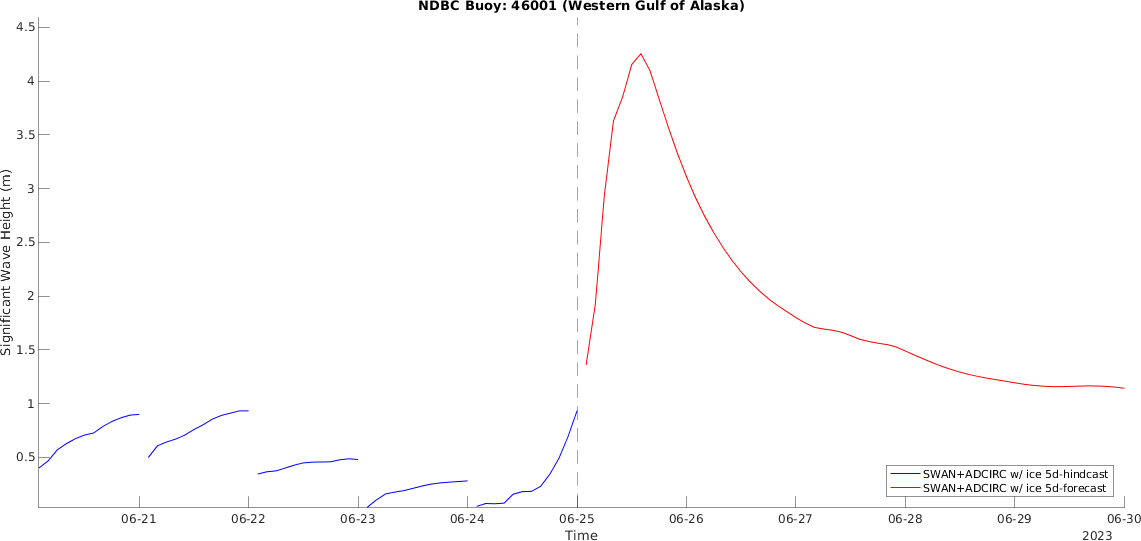 NDBC Buoy: 46001 (Western Gulf of Alaska)
4.5
4
3.5
3
2.5
2
1.5
1
0.5
Significant Wave Height (m)
SWAN+ADCIRC w/ ice 5d-hindcast
SWAN+ADCIRC w/ ice 5d-forecast
06-21 06-22 06-23 06-24 06-25 06-26 06-27 06-28 06-29 06-30
Time
2023